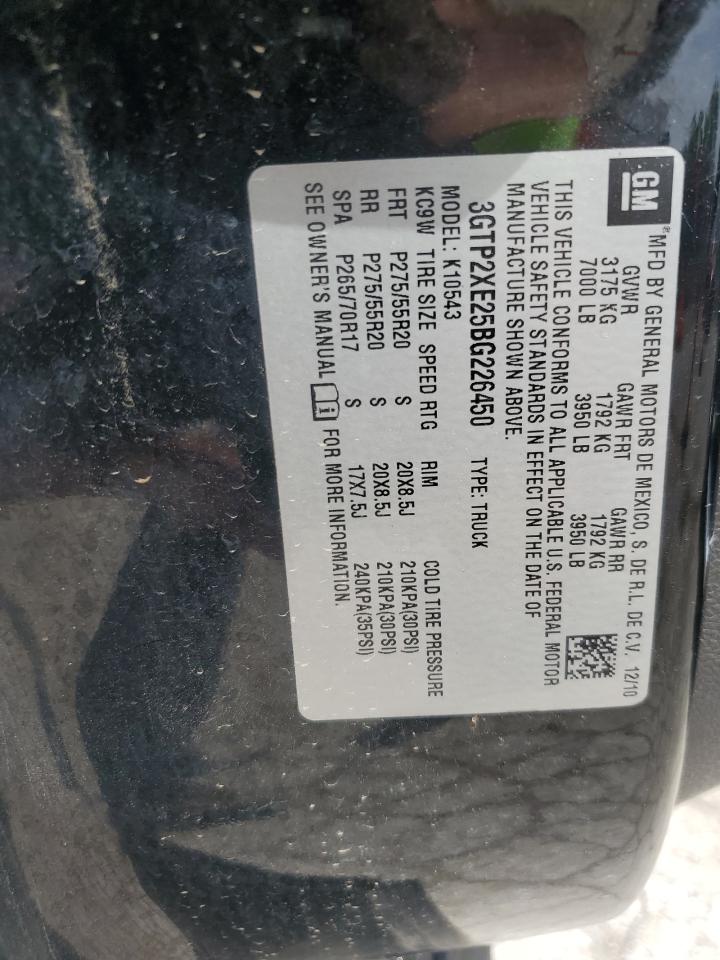 GM
® MFD BY GENERAL MOTORS DE MEXICO, S. DE R.L. DE C.V. 12/10
GVWR GAWR FRT GAWR RR
3175 KG 1792 KG 1792 KG
7000 LB 3950 LB 3950 LB
THIS VEHICLE CONFORMS TO ALL APPLICABLE U.S. FEDERAL MOTOR
VEHICLE SAFETY STANDARDS IN EFFECT ON THE DATE OF
MANUFACTURE SHOWN ABOVE.
3GTP2XE25BG226450 TYPE: TRUCK
MODEL: K10543
KC9W TIRE SIZE SPEED RTG RIM COLD TIRE PRESSURE
FRT P275/55R20 S 20X8.5J 210KPA(30PSI)
RR P275/55R20 S 20X8.5J 210KPA(30PSI)
SPA P265/70R17 S 17X7.5J 240KPA(35PSI)
SEE OWNER'S MANUAL i FOR MORE INFORMATION.